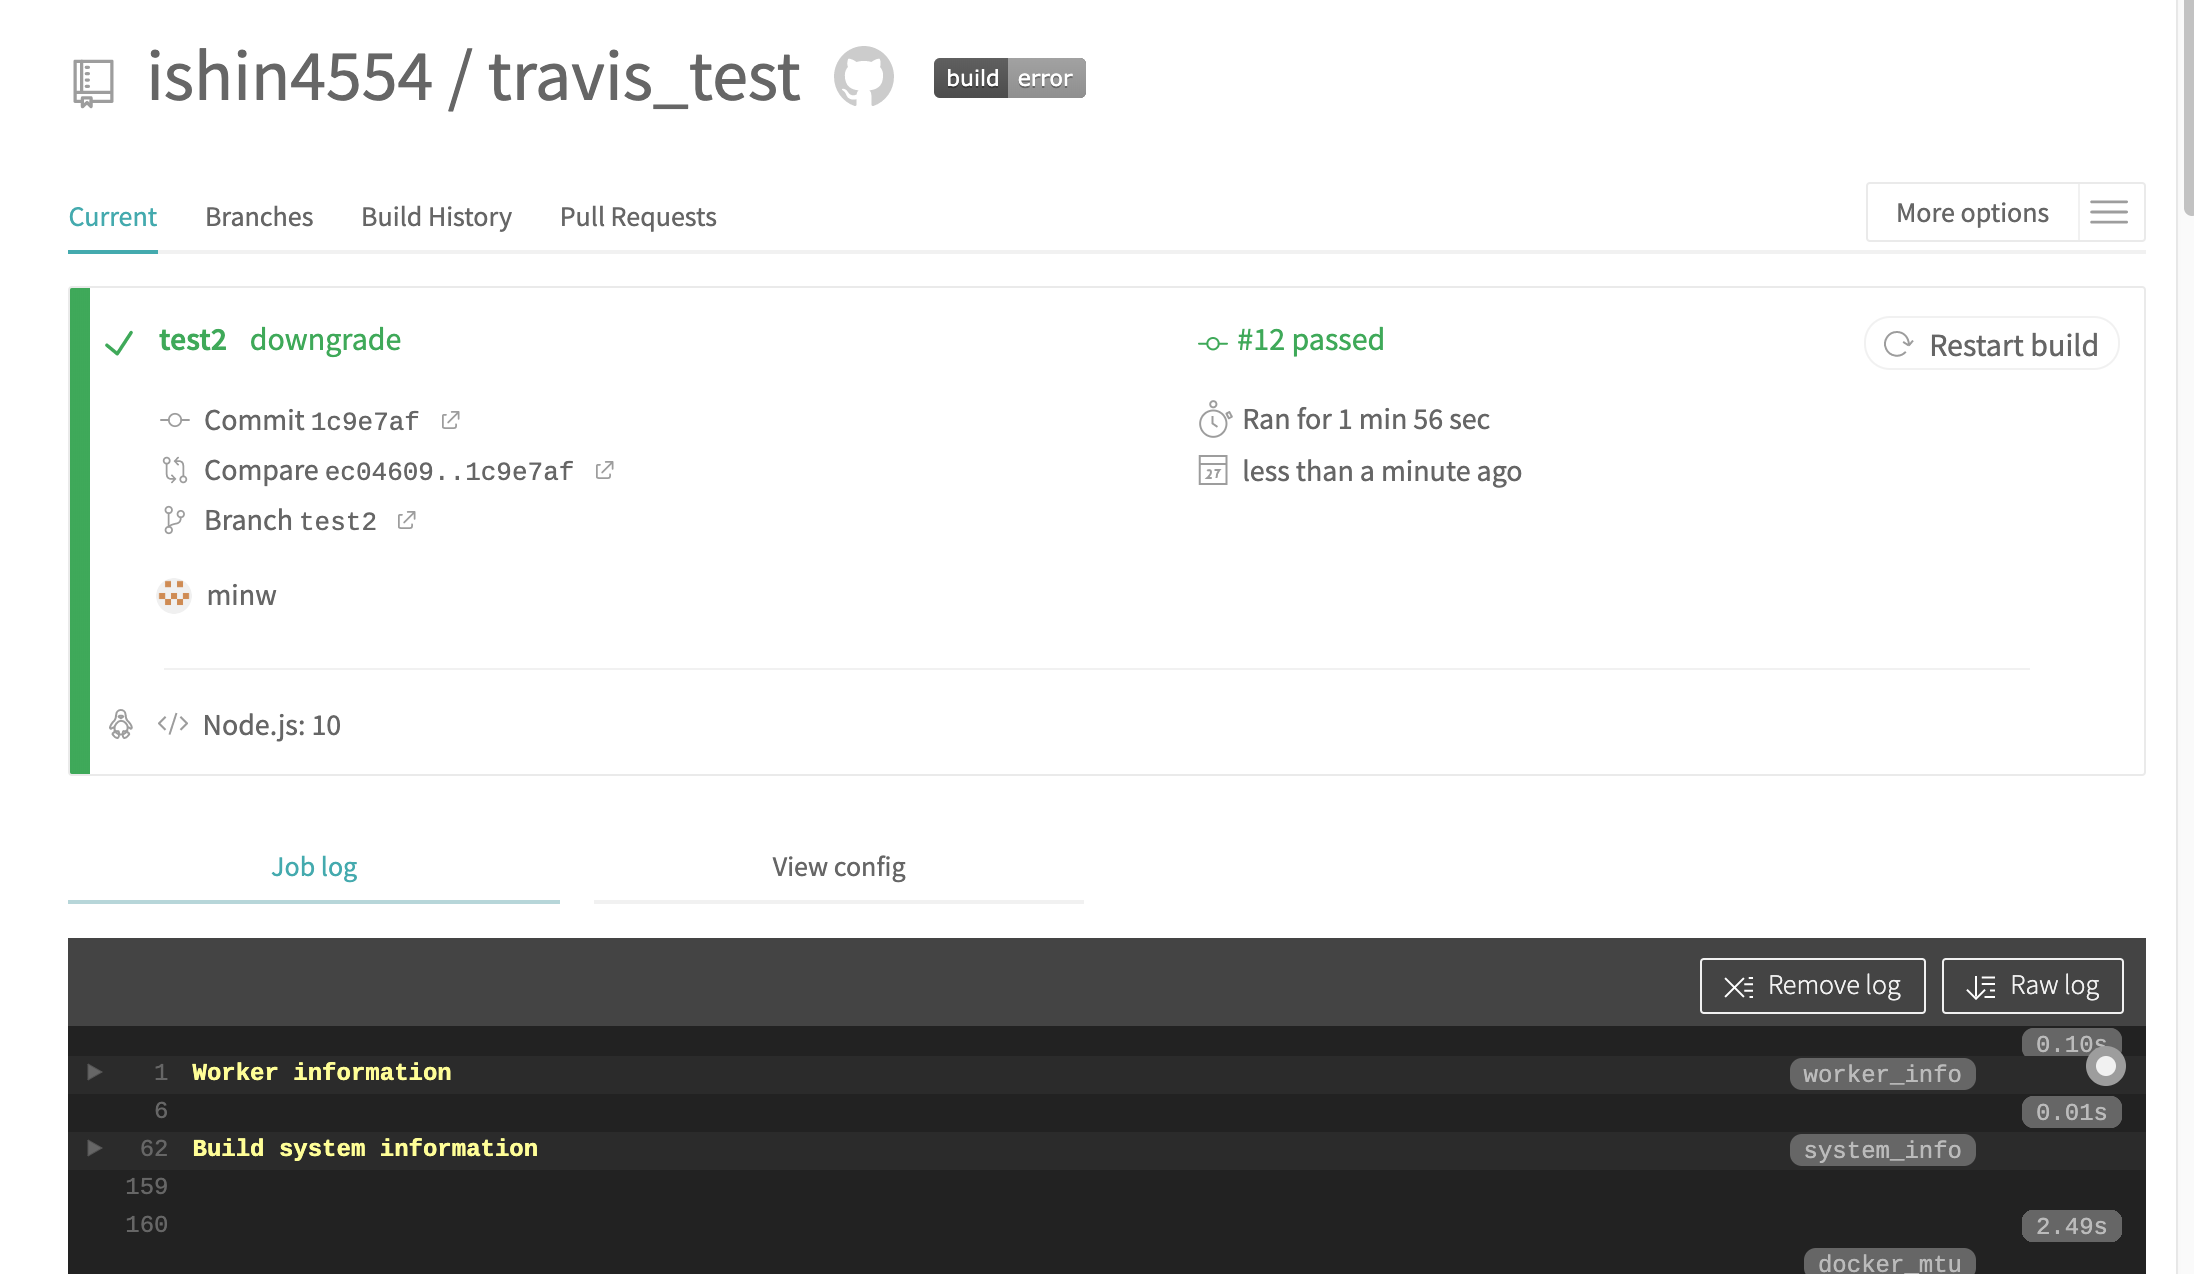 ishin4554 / travis_test build error
Current Branches Build History Pull Requests More options
test2 downgrade
Commit 1c9e7af
Compare ec04609..1c9e7af
Branch test2
minw
#12 passed
Ran for 1 min 56 sec
27 less than a minute ago
Restart build
Node.js: 10
Job log View config
Remove log Raw log
0.10s
1 Worker information worker_info
6 0.01s
62 Build system information system_info
159
160 2.49s
docker_mtu